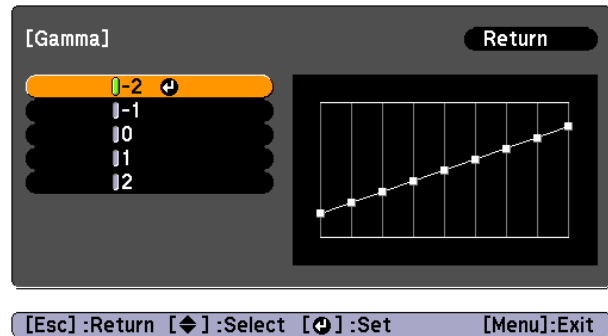 [Gamma] Return
-2
-1
0
1
2
[Esc] :Return [◆] :Select [↵] :Set [Menu]:Exit